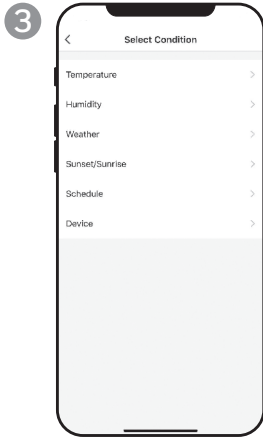 3
Select Condition
Temperature
Humidity
Weather
Sunset/Sunrise
Schedule
Device